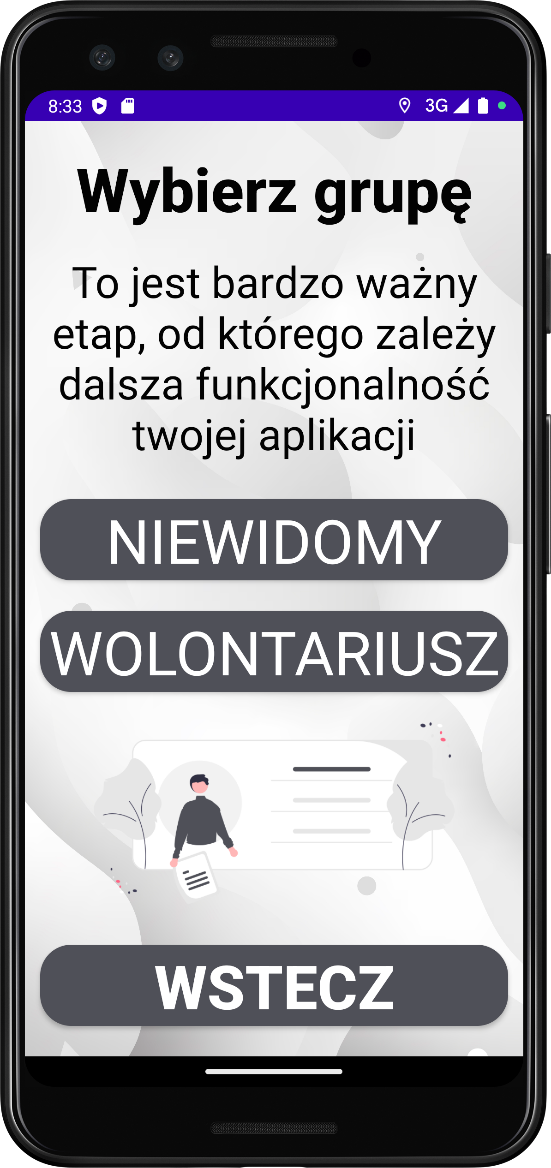 8:33 3G
Wybierz grupę
To jest bardzo ważny
etap, od którego zależy
dalsza funkcjonalność
twojej aplikacji
NIEWIDOMY
WOLONTARIUSZ
WSTECZ